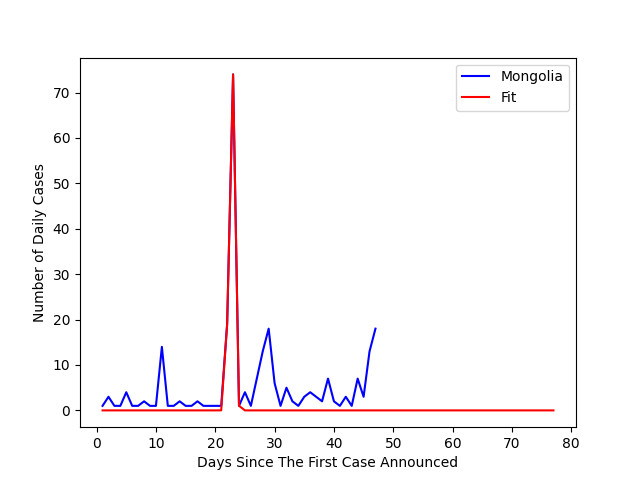 Mongolia
Fit
Number of Daily Cases
70
60
50
40
30
20
10
0
0 10 20 30 40 50 60 70 80
Days Since The First Case Announced